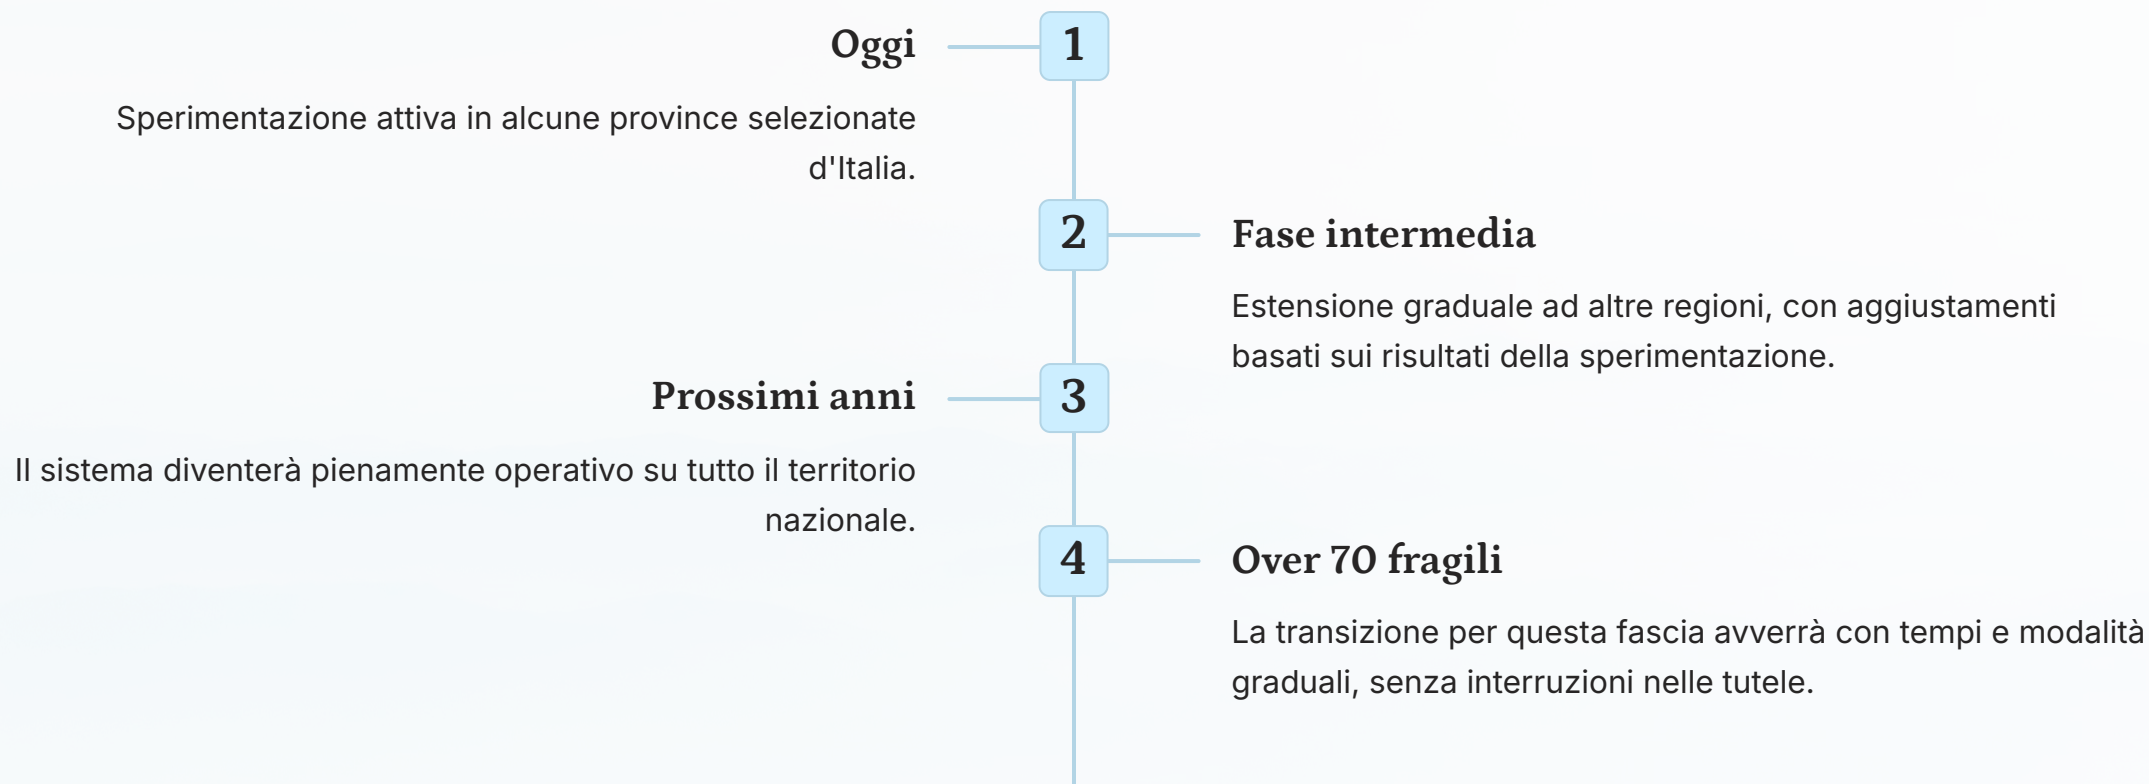 Oggi
1
Sperimentazione attiva in alcune province selezionate
d'Italia.
2
Fase intermedia
Estensione graduale ad altre regioni, con aggiustamenti
basati sui risultati della sperimentazione.
Prossimi anni
3
Il sistema diventerà pienamente operativo su tutto il territorio
nazionale.
4
Over 70 fragili
La transizione per questa fascia avverrà con tempi e modalità
graduali, senza interruzioni nelle tutele.